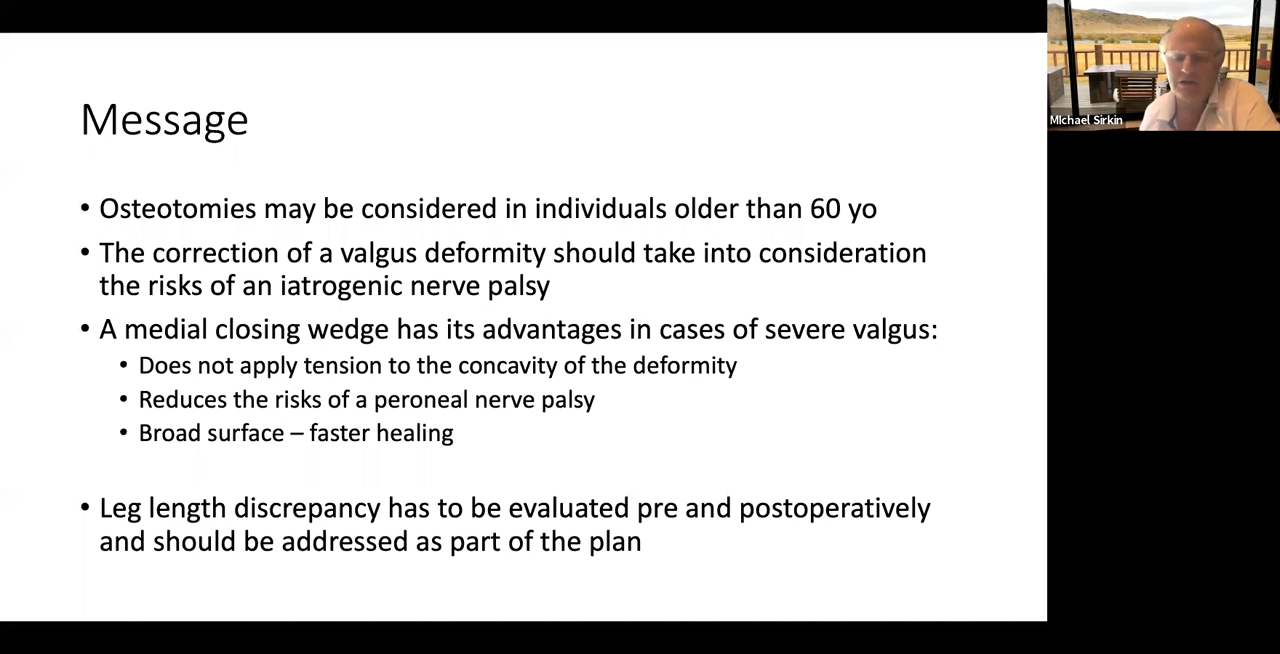 Message
• Osteotomies may be considered in individuals older than 60 yo
• The correction of a valgus deformity should take into consideration
the risks of an iatrogenic nerve palsy
• A medial closing wedge has its advantages in cases of severe valgus:
• Does not apply tension to the concavity of the deformity
• Reduces the risks of a peroneal nerve palsy
• Broad surface – faster healing
• Leg length discrepancy has to be evaluated pre and postoperatively
and should be addressed as part of the plan
MIchael Sirkin